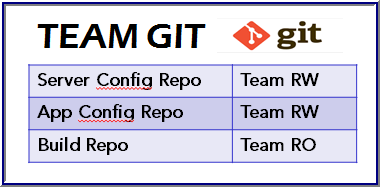 TEAM GIT git
Server Config Repo Team RW
App Config Repo Team RW
Build Repo Team RO